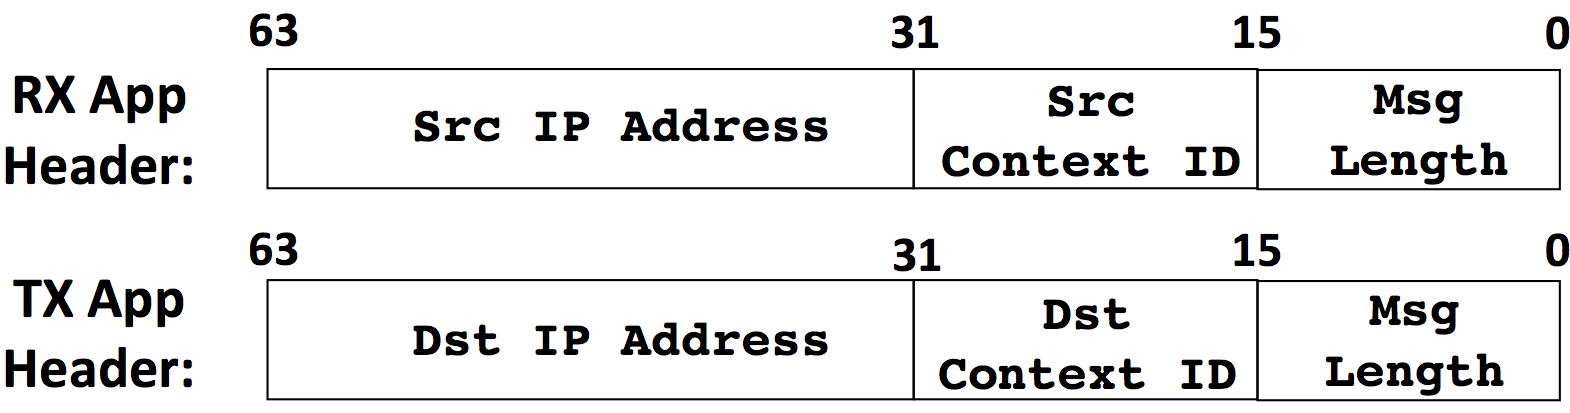 63 31 15 0
RX App
Header:
Src IP Address
Src
Context ID
Msg
Length
63 31 15 0
TX App
Header:
Dst IP Address
Dst
Context ID
Msg
Length